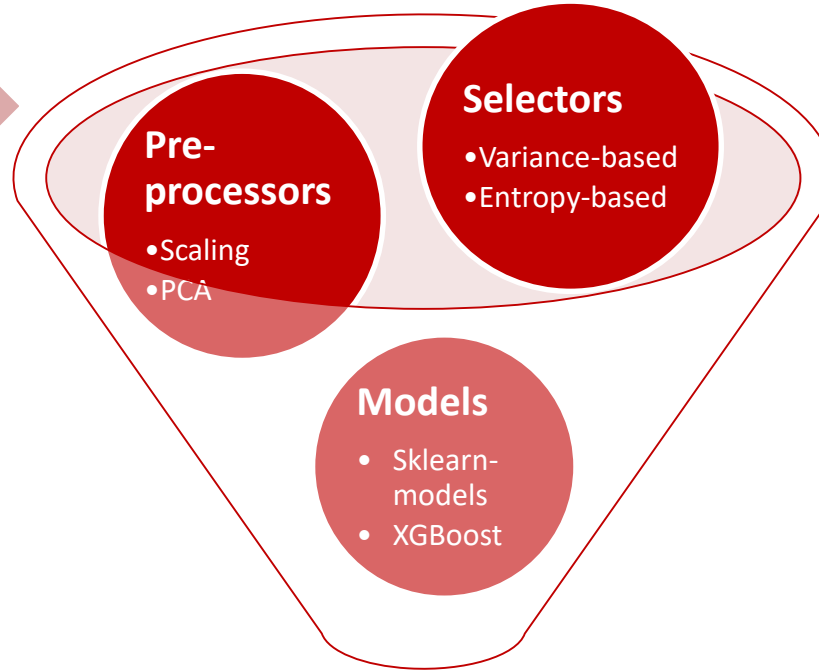 Selectors
•Variance-based
•Entropy-based
Pre-
processors
•Scaling
•PCA
Models
• Sklearn-
models
• XGBoost